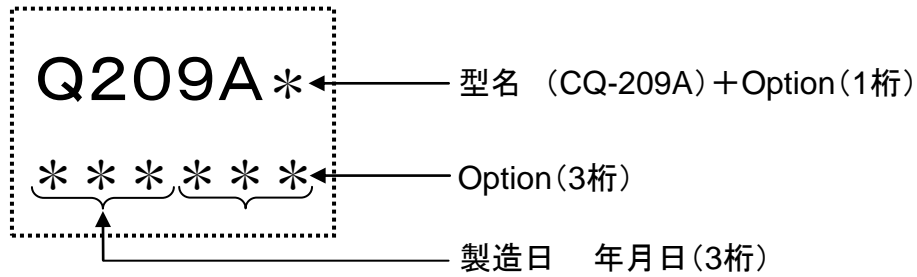 Q209A* 型名 （CQ-209A）＋Option（1桁）
* * * * * * Option（3桁）
製造日 年月日（3桁）